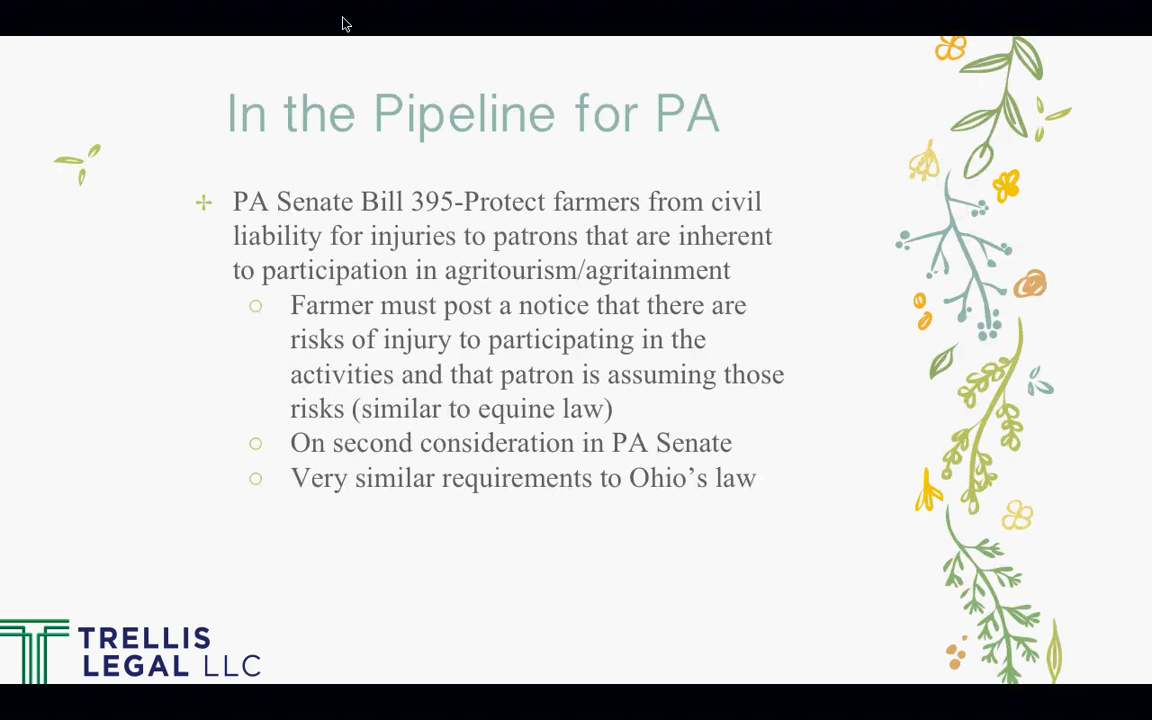 In the Pipeline for PA
PA Senate Bill 395-Protect farmers from civil
liability for injuries to patrons that are inherent
to participation in agritourism/agritainment
Farmer must post a notice that there are
risks of injury to participating in the
activities and that patron is assuming those
risks (similar to equine law)
On second consideration in PA Senate
Very similar requirements to Ohio’s law
TRELLIS
LEGAL LLC